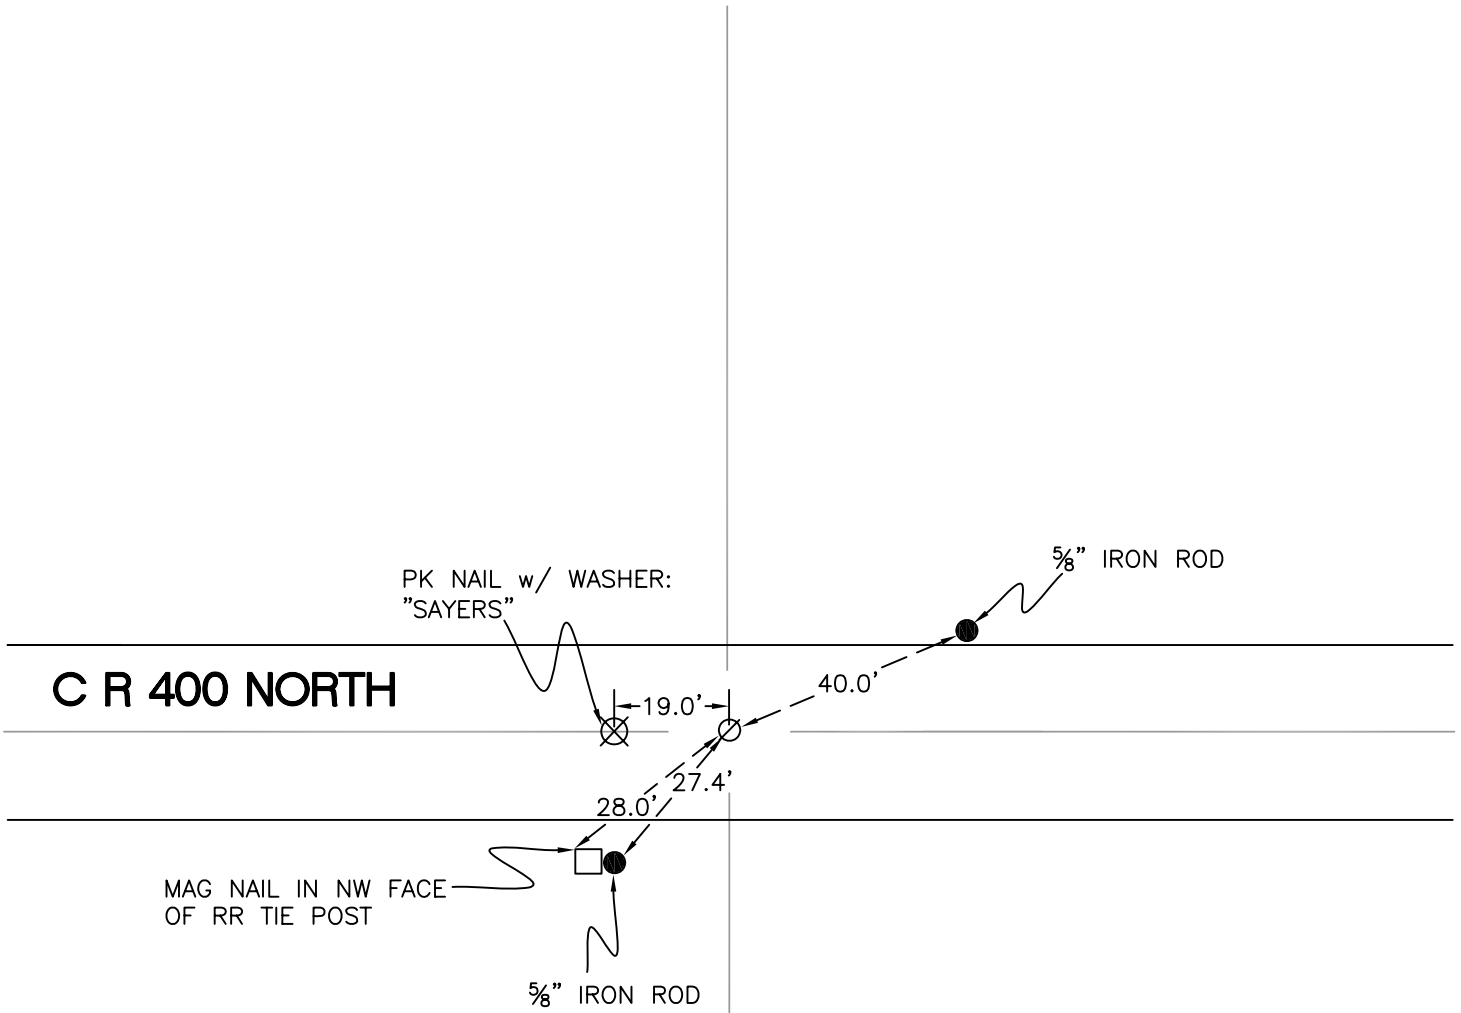 ⅝” IRON ROD
PK NAIL w/ WASHER:
”SAYERS”
C R 400 NORTH
40.0’
19.0’
27.4’
28.0’
MAG NAIL IN NW FACE
OF RR TIE POST
⅝” IRON ROD